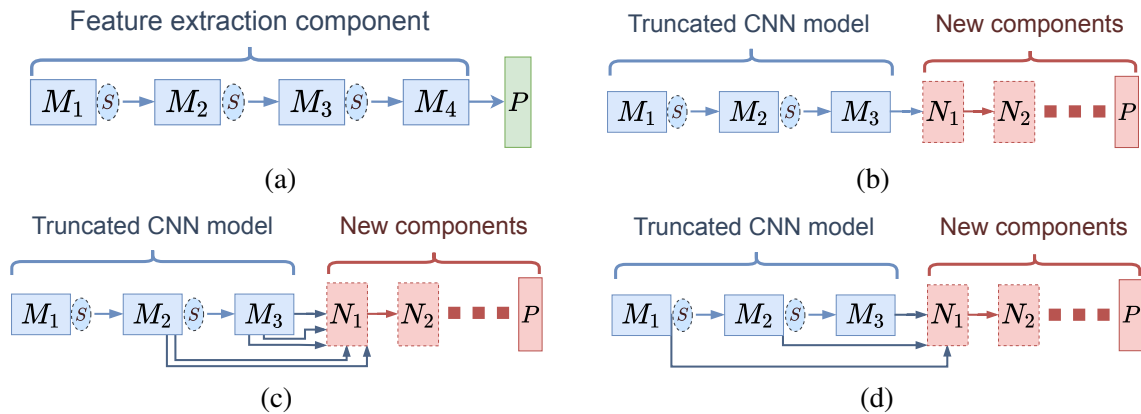 Feature extraction component
M1 S M2 S M3 S M4 P
(a)
Truncated CNN model New components
M1 S M2 S M3 N1 N2 P
(b)
Truncated CNN model New components
M1 S M2 S M3 N1 N2 P
(c)
Truncated CNN model New components
M1 S M2 S M3 N1 N2 P
(d)